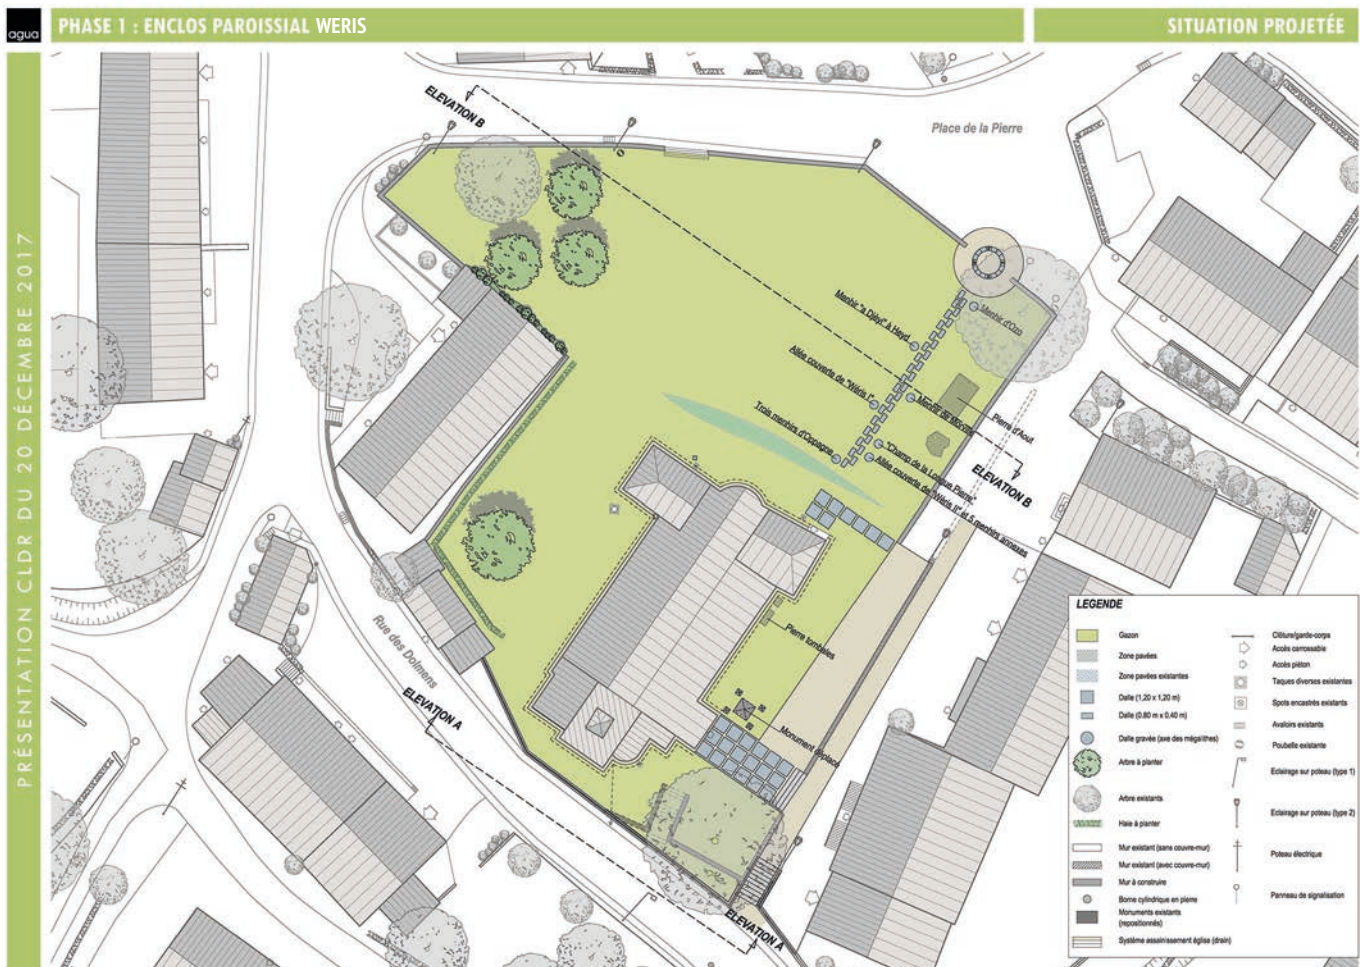 agua
PHASE 1 : ENCLOS PAROISSIAL WERIS
SITUATION PROJETÉE
PRÉSENTATION CLDR DU 20 DÉCEMBRE 2017
ELEVATION B
Place de la Pierre
Menhir "a Djèyi" à Heyd
Menhir d'Ozo
Allée couverte de "Wéris I"
Menhir de Morville
Trois menhirs d'Oppagne
Pierre d'Aout
"Champ de la Longue Pierre"
Allée couverte de "Wéris II" et 5 menhirs annexes
ELEVATION B
Pierre tombales
Rue des Dolmens
ELEVATION A
Monument déplacé
ELEVATION A
LEGENDE
Gazon
Zone pavées
Zone pavées existantes
Dalle (1,20 x 1,20 m)
Dalle (0.80 m x 0.40 m)
Dalle gravée (axe des mégalithes)
Arbre à planter
Arbre existants
Haie à planter
Mur existant (sans couvre-mur)
Mur existant (avec couvre-mur)
Mur à construire
Borne cylindrique en pierre
Monuments existants
(repositionnés)
Système assainissement église (drain)
Clôture/garde-corps
Accès carrossable
Accès piéton
Taques diverses existantes
Spots encastrés existants
Avaloirs existants
Poubelle existante
Eclairage sur poteau (type 1)
Eclairage sur poteau (type 2)
Poteau électrique
Panneau de signalisation